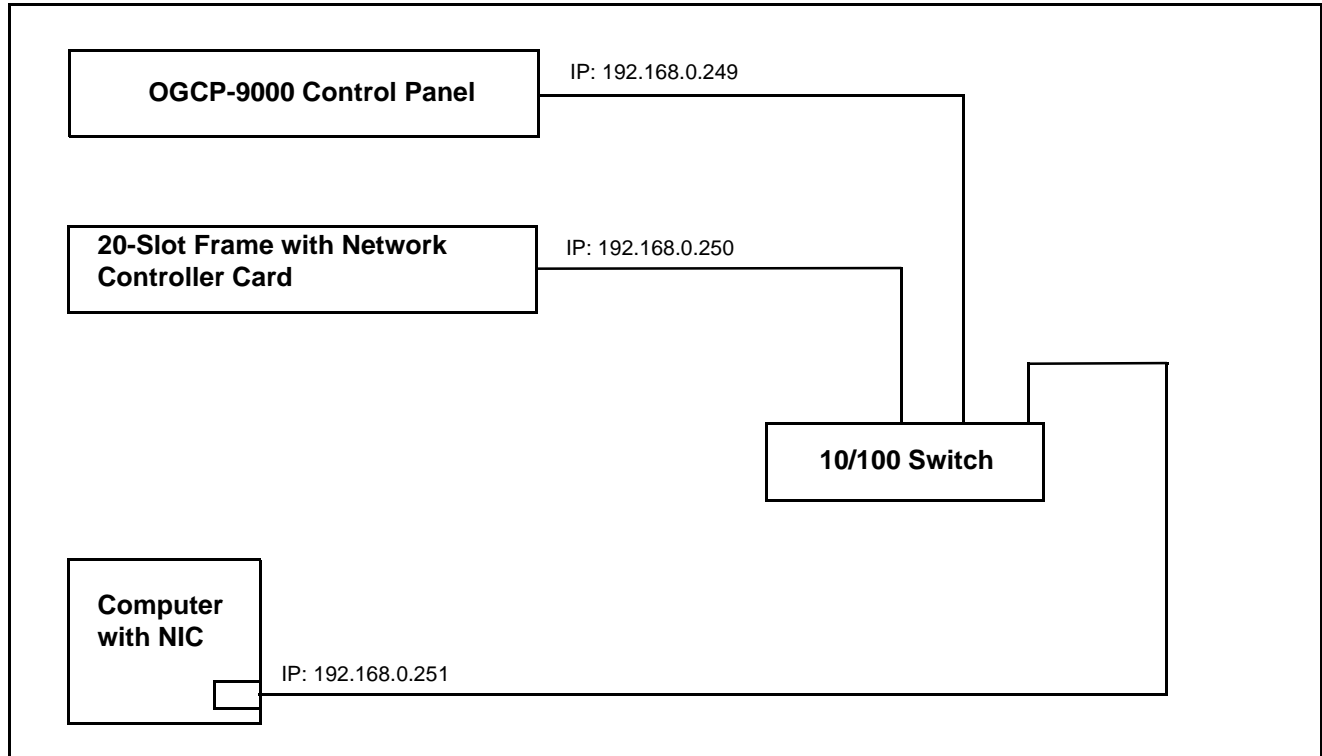 OGCP-9000 Control Panel
IP: 192.168.0.249
20-Slot Frame with Network
Controller Card
IP: 192.168.0.250
10/100 Switch
Computer
with NIC
IP: 192.168.0.251